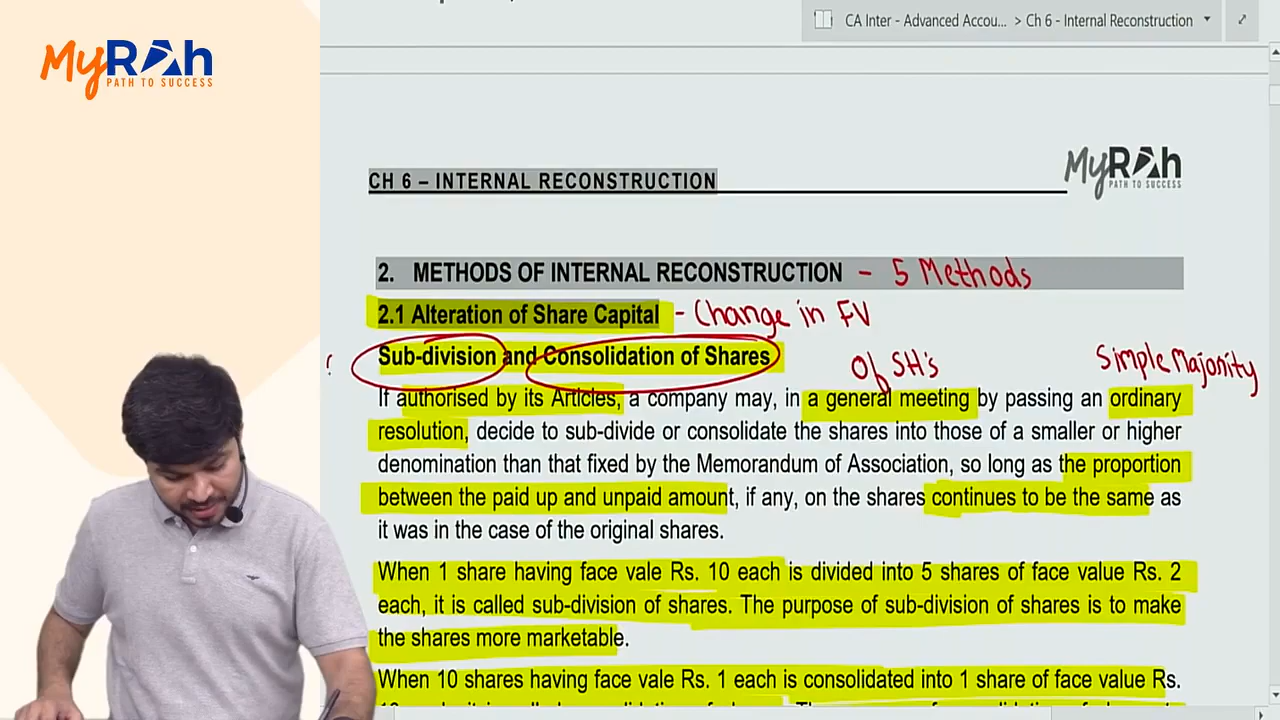 CA Inter - Advanced Accou... > Ch 6 - Internal Reconstruction
MyRAh
PATH TO SUCCESS
MyRAh
PATH TO SUCCESS
CH 6 – INTERNAL RECONSTRUCTION
2. METHODS OF INTERNAL RECONSTRUCTION - 5 Methods
2.1 Alteration of Share Capital - Change in FV
Sub-division and Consolidation of Shares
Of SH's Simple Majority
If authorised by its Articles, a company may, in a general meeting by passing an ordinary
resolution, decide to sub-divide or consolidate the shares into those of a smaller or higher
denomination than that fixed by the Memorandum of Association, so long as the proportion
between the paid up and unpaid amount, if any, on the shares continues to be the same as
it was in the case of the original shares.
When 1 share having face vale Rs. 10 each is divided into 5 shares of face value Rs. 2
each, it is called sub-division of shares. The purpose of sub-division of shares is to make
the shares more marketable.
When 10 shares having face vale Rs. 1 each is consolidated into 1 share of face value Rs.